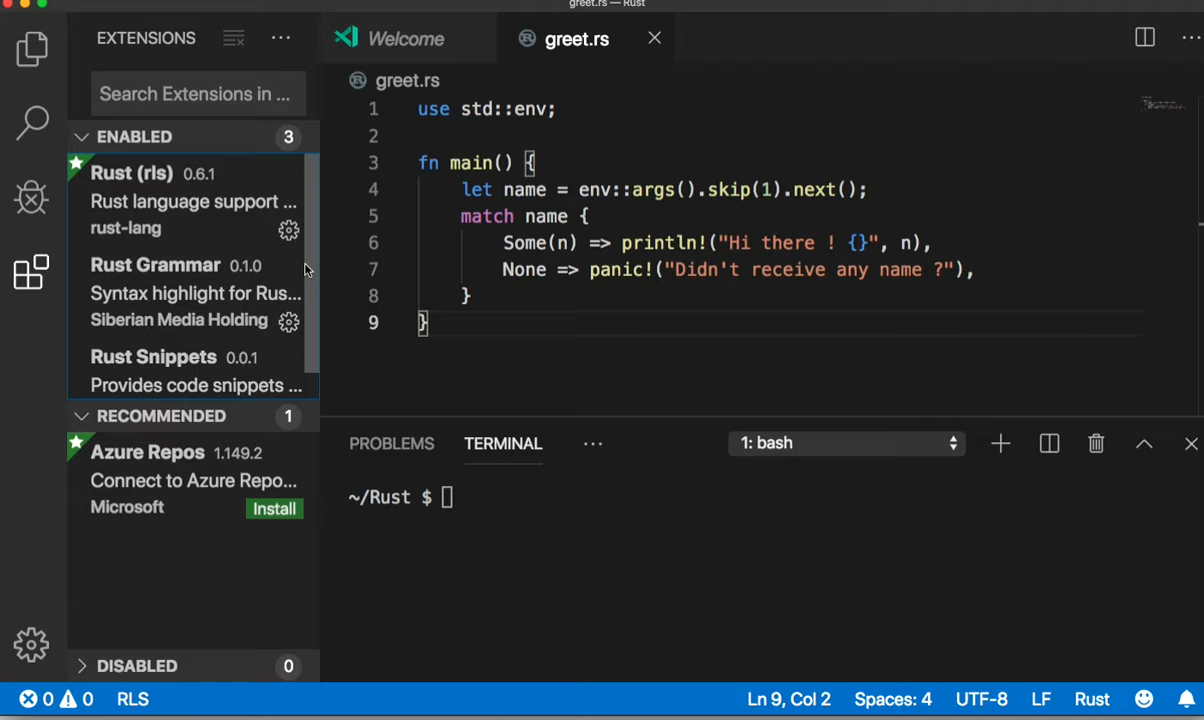 greet.rs — Rust
EXTENSIONS
Search Extensions in ...
ENABLED 3
Rust (rls) 0.6.1
Rust language support ...
rust-lang
Rust Grammar 0.1.0
Syntax highlight for Rus...
Siberian Media Holding
Rust Snippets 0.0.1
Provides code snippets ...
RECOMMENDED 1
Azure Repos 1.149.2
Connect to Azure Repo...
Microsoft Install
DISABLED 0
Welcome greet.rs
greet.rs
1 use std::env;
2
3 fn main() {
4 let name = env::args().skip(1).next();
5 match name {
6 Some(n) => println!("Hi there ! {}", n),
7 None => panic!("Didn't receive any name ?"),
8 }
9 }
PROBLEMS TERMINAL ... 1: bash
~/Rust $
0 0 RLS Ln 9, Col 2 Spaces: 4 UTF-8 LF Rust